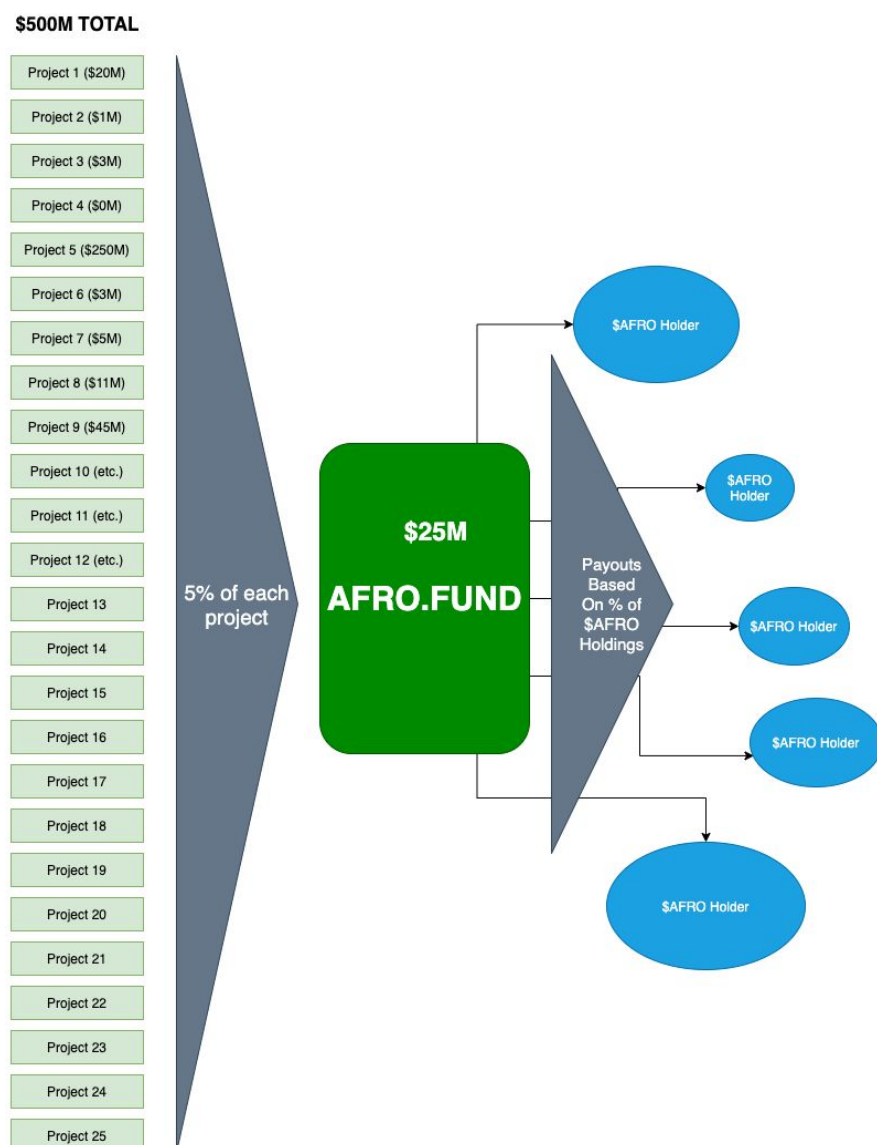 $500M TOTAL
Project 1 ($20M)
Project 2 ($1M)
Project 3 ($3M)
Project 4 ($0M)
Project 5 ($250M)
Project 6 ($3M)
Project 7 ($5M)
Project 8 ($11M)
Project 9 ($45M)
Project 10 (etc.)
Project 11 (etc.)
Project 12 (etc.)
Project 13
Project 14
Project 15
Project 16
Project 17
Project 18
Project 19
Project 20
Project 21
Project 22
Project 23
Project 24
Project 25
5% of each
project
$25M
AFRO.FUND
Payouts
Based
On % of
$AFRO
Holdings
$AFRO Holder
$AFRO
Holder
$AFRO Holder
$AFRO Holder
$AFRO Holder